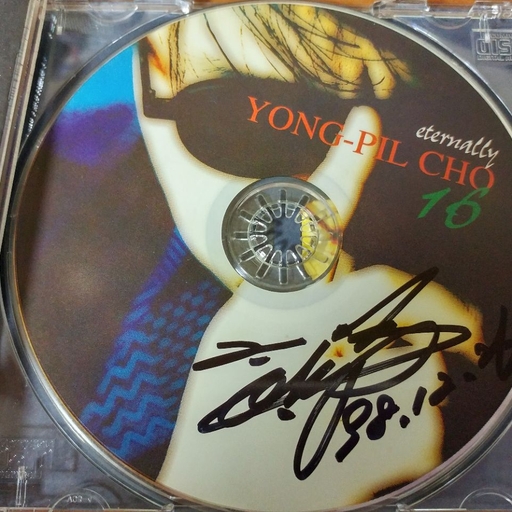 eternally
YONG-PIL CHO
16
98.12.